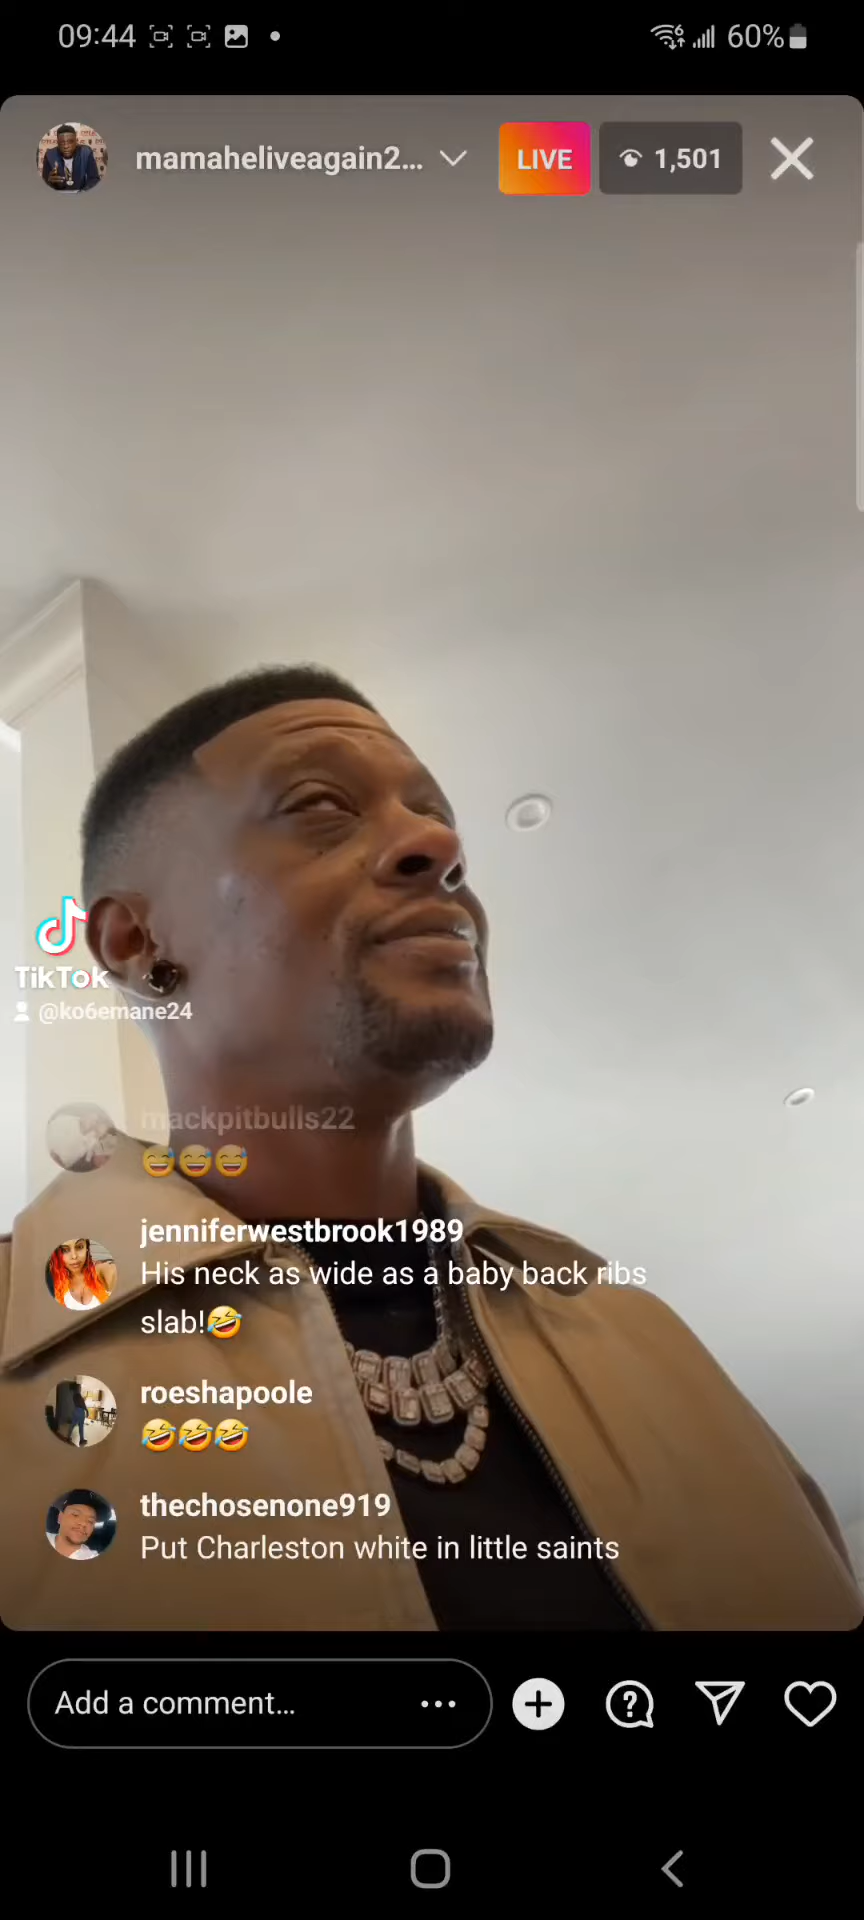 09:44
60%
mamaheliveagain2...
LIVE
1,501
TikTok
@ko6emane24
mackpitbulls22
😅😅😅
jenniferwestbrook1989
His neck as wide as a baby back ribs
slab!🤣
roeshapoole
🤣🤣🤣
thechosenone919
Put Charleston white in little saints
Add a comment...